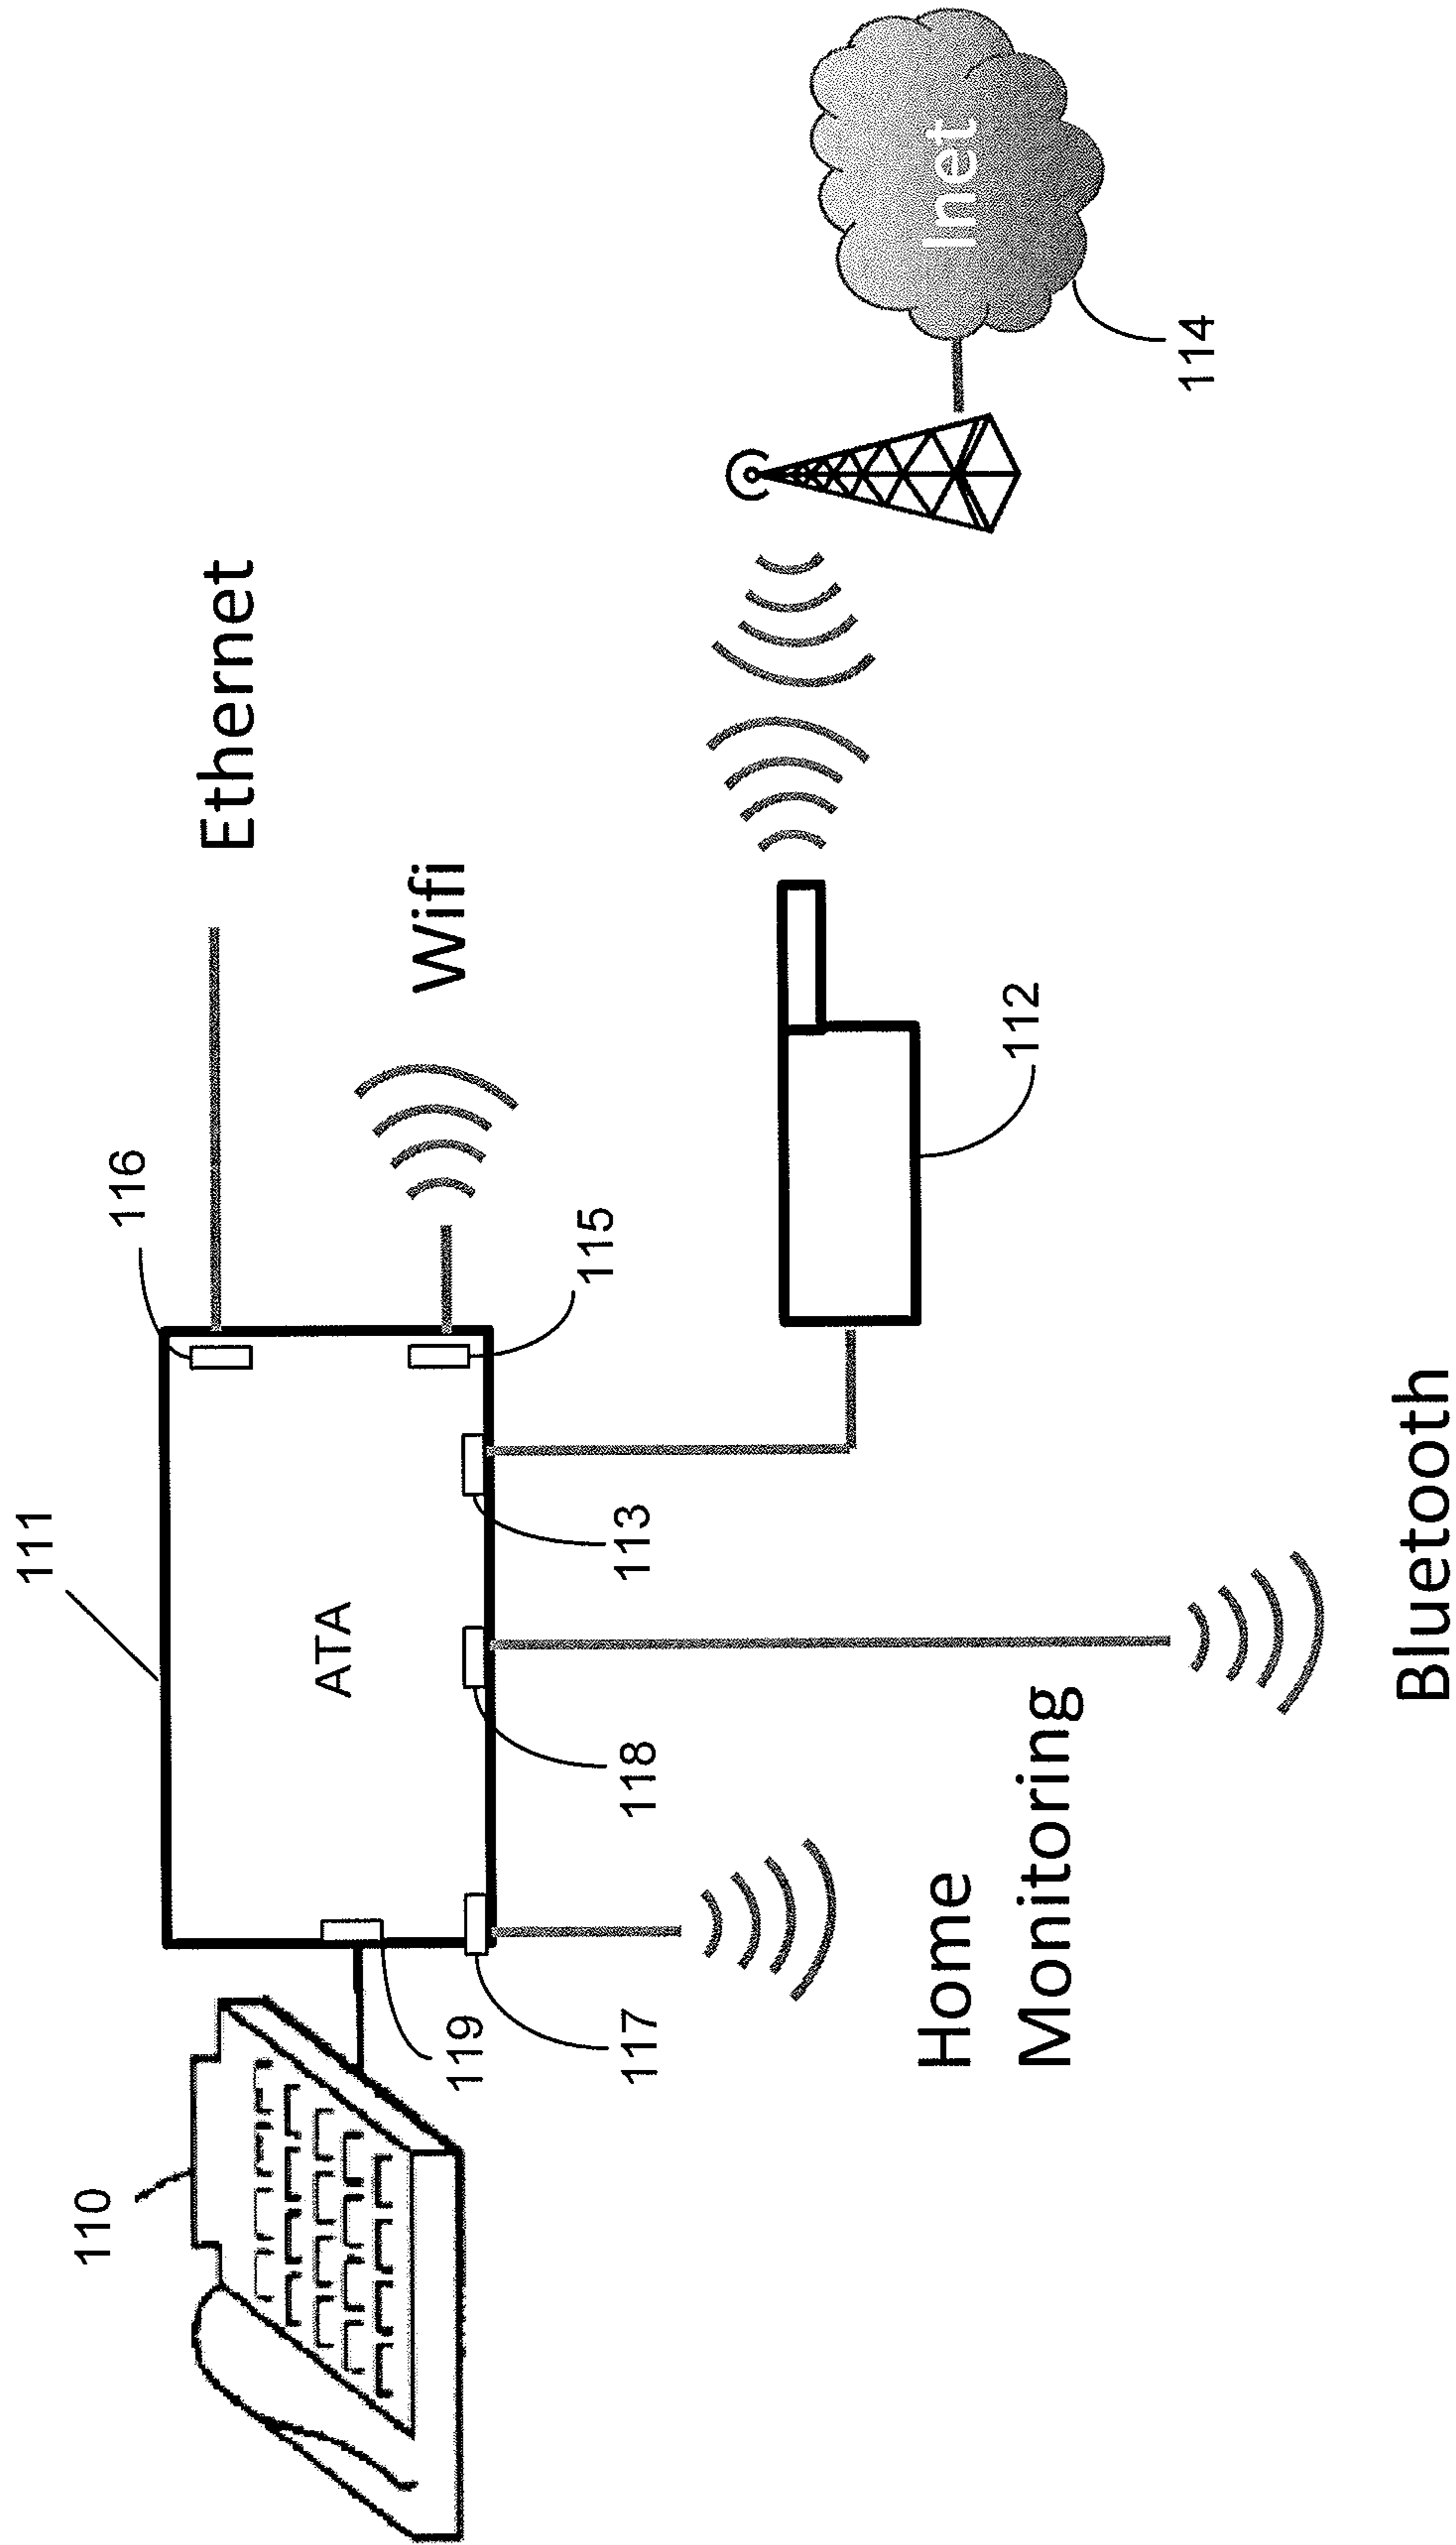 111
110
116
Ethernet
ATA
Wifi
119
117
118
113
115
112
Inet
114
Home
Monitoring
Bluetooth